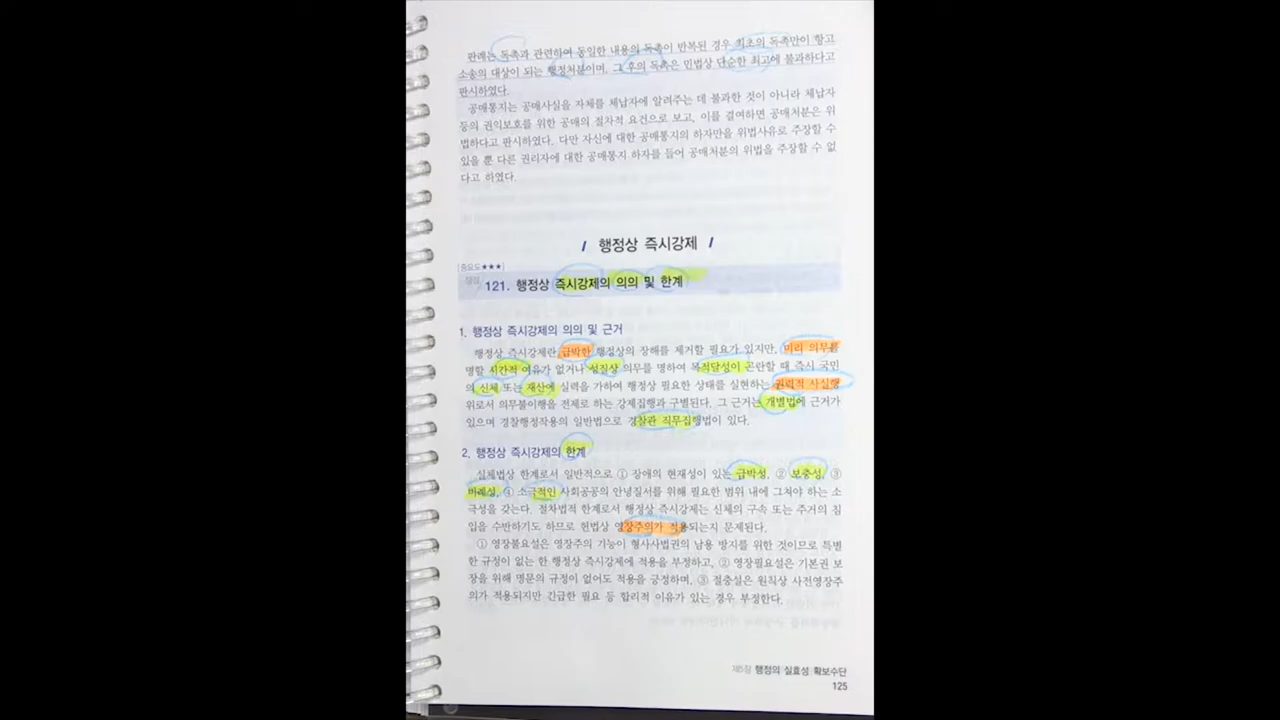 판례는 독촉과 관련하여 동일한 내용의 독촉이 반복된 경우 최초의 독촉만이 항고
소송의 대상이 되는 행정처분이며, 그 후의 독촉은 민법상 단순한 최고에 불과하다고
판시하였다.
공매통지는 공매사실을 자체를 체납자에 알려주는 데 불과한 것이 아니라 체납자
등의 권익보호를 위한 공매의 절차적 요건으로 보고, 이를 결여하면 공매처분은 위
법하다고 판시하였다. 다만 자신에 대한 공매통지의 하자만을 위법사유로 주장할 수
있을 뿐 다른 권리자에 대한 공매통지 하자를 들어 공매처분의 위법을 주장할 수 없
다고 하였다.
/ 행정상 즉시강제 /
중요도★★★
쟁점 121. 행정상 즉시강제의 의의 및 한계
1. 행정상 즉시강제의 의의 및 근거
행정상 즉시강제란 급박한 행정상의 장해를 제거할 필요가 있지만, 미리 의무를
명할 시간적 여유가 없거나 성질상 의무를 명하여 목적달성이 곤란할 때 즉시 국민
의 신체 또는 재산에 실력을 가하여 행정상 필요한 상태를 실현하는 권력적 사실행
위로서 의무불이행을 전제로 하는 강제집행과 구별된다. 그 근거는 개별법에 근거가
있으며 경찰행정작용의 일반법으로 경찰관 직무집행법이 있다.
2. 행정상 즉시강제의 한계
실체법상 한계로서 일반적으로 ① 장애의 현재성이 있는 급박성, ② 보충성, ③
비례성, ④ 소극적인 사회공공의 안녕질서를 위해 필요한 범위 내에 그쳐야 하는 소
극성을 갖는다. 절차법적 한계로서 행정상 즉시강제는 신체의 구속 또는 주거의 침
입을 수반하기도 하므로 헌법상 영장주의가 적용되는지 문제된다.
① 영장불요설은 영장주의 기능이 형사사법권의 남용 방지를 위한 것이므로 특별
한 규정이 없는 한 행정상 즉시강제에 적용을 부정하고, ② 영장필요설은 기본권 보
장을 위해 명문의 규정이 없어도 적용을 긍정하며, ③ 절충설은 원칙상 사전영장주
의가 적용되지만 긴급한 필요 등 합리적 이유가 있는 경우 부정한다.
제5장 행정의 실효성 확보수단
125